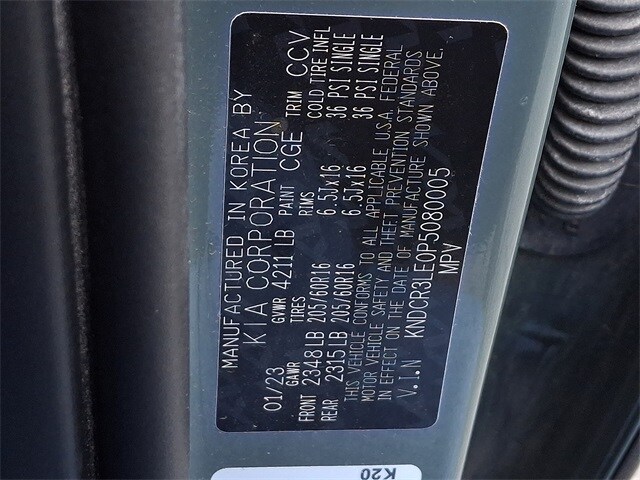 MANUFACTURED IN KOREA BY
KIA CORPORATION
01/23 GVWR 4211 LB PAINT CGE TRIM CCV
GAWR TIRES RIMS COLD TIRE INFL
FRONT 2348 LB 205/60R16 6.5Jx16 36 PSI SINGLE
REAR 2315 LB 205/60R16 6.5Jx16 36 PSI SINGLE
THIS VEHICLE CONFORMS TO ALL APPLICABLE U.S.A. FEDERAL
MOTOR VEHICLE SAFETY AND THEFT PREVENTION STANDARDS
IN EFFECT ON THE DATE OF MANUFACTURE SHOWN ABOVE.
V.I.N KNDCR3LE0P5080005
MPV
K20